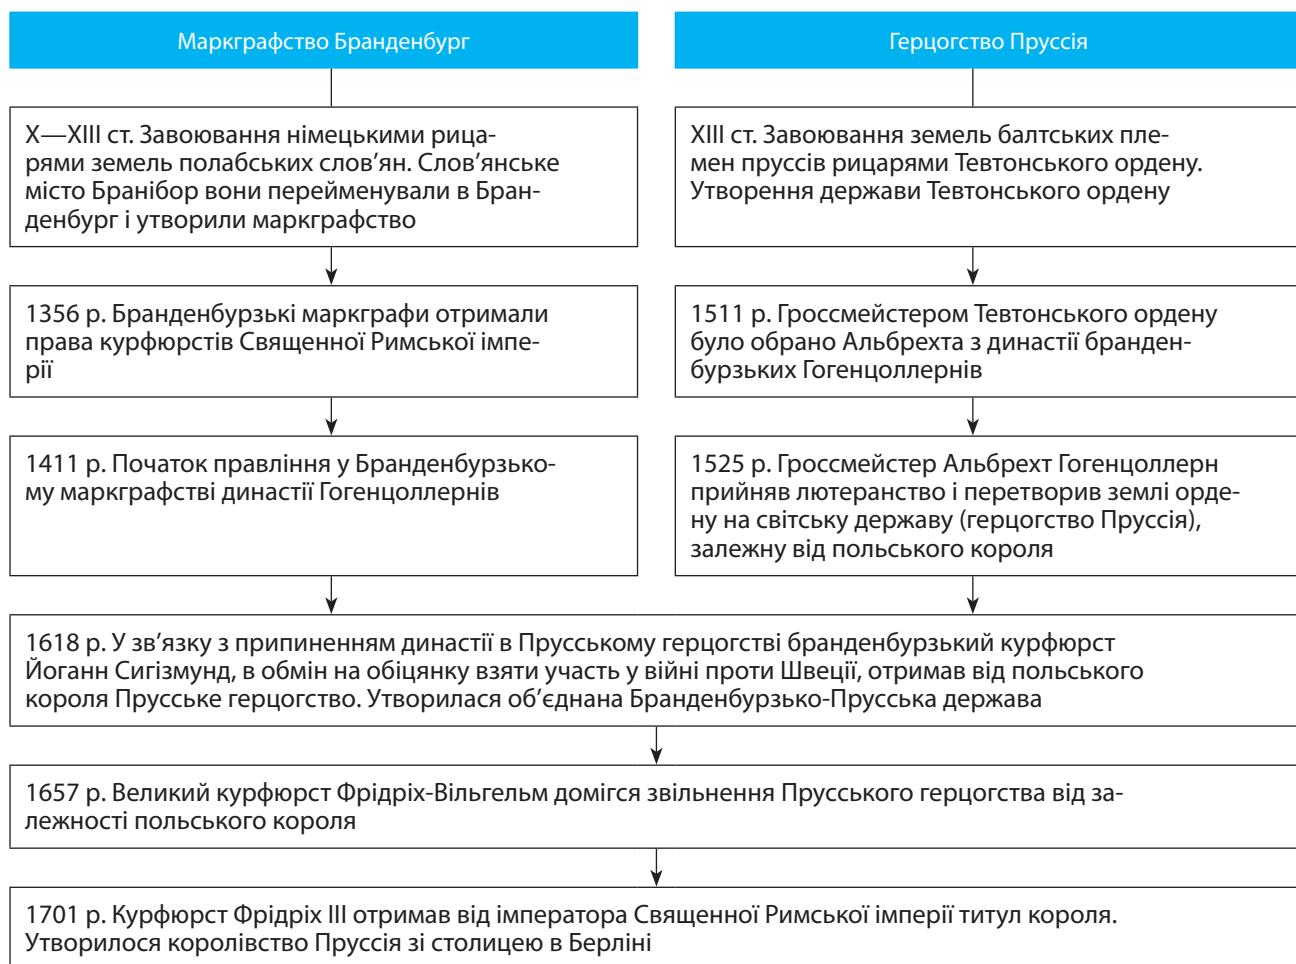 Маркграфство Бранденбург
Герцогство Пруссія
X—XIII ст. Завоювання німецькими рица-
рями земель полабських слов’ян. Слов’янське
місто Бранібор вони перейменували в Бран-
денбург і утворили маркграфство
XIII ст. Завоювання земель балтських пле-
мен пруссів рицарями Тевтонського ордену.
Утворення держави Тевтонського ордену
1356 р. Бранденбурзькі маркграфи отримали
права курфюрстів Священної Римської імпе-
рії
1511 р. Гроссмейстером Тевтонського ордену
було обрано Альбрехта з династії бранден-
бурзьких Гогенцоллернів
1411 р. Початок правління у Бранденбурзько-
му маркграфстві династії Гогенцоллернів
1525 р. Гроссмейстер Альбрехт Гогенцоллерн
прийняв лютеранство і перетворив землі орде-
ну на світську державу (герцогство Пруссія),
залежну від польського короля
1618 р. У зв’язку з припиненням династії в Прусському герцогстві бранденбурзький курфюрст
Йоганн Сигізмунд, в обмін на обіцянку взяти участь у війні проти Швеції, отримав від польського
короля Прусське герцогство. Утворилася об’єднана Бранденбурзько-Прусська держава
1657 р. Великий курфюрст Фрідріх-Вільгельм домігся звільнення Прусського герцогства від за-
лежності польського короля
1701 р. Курфюрст Фрідріх III отримав від імператора Священної Римської імперії титул короля.
Утворилося королівство Пруссія зі столицею в Берліні